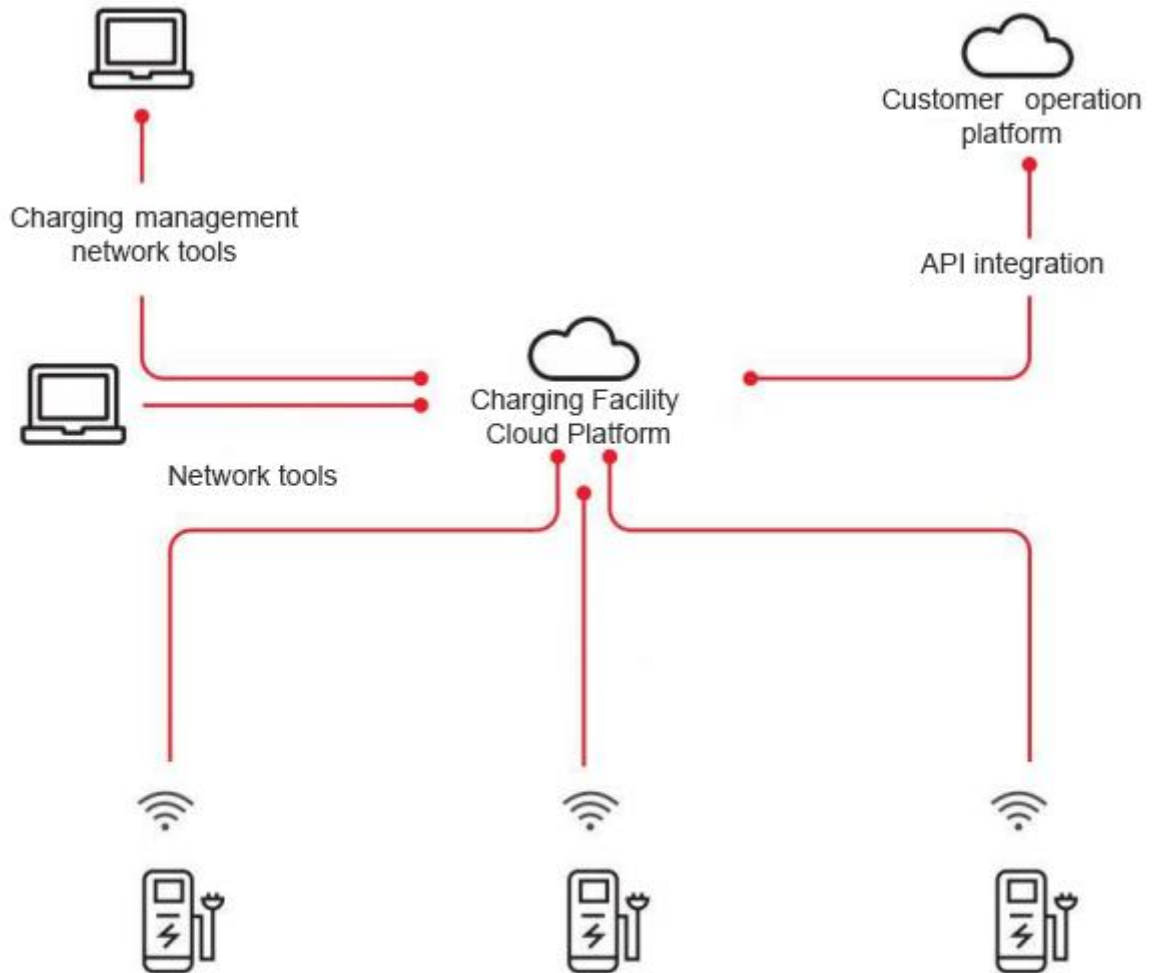 Customer operation
platform
Charging management
network tools
API integration
Charging Facility
Cloud Platform
Network tools